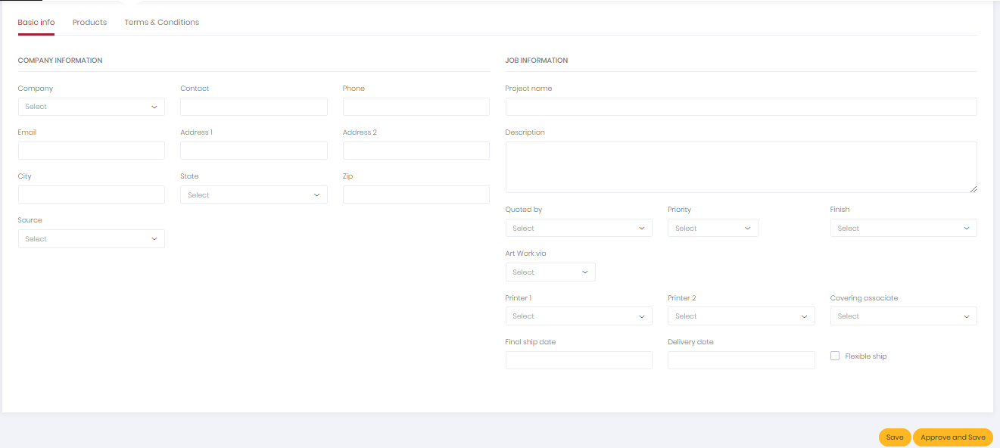 Basic info Products Terms & Conditions
COMPANY INFORMATION
Company Contact Phone
Select
Email Address 1 Address 2
City State Zip
Select
Source
Select
JOB INFORMATION
Project name
Description
Quoted by Priority Finish
Select Select Select
Art Work via
Select
Printer 1 Printer 2 Covering associate
Select Select Select
Final ship date Delivery date
Flexible ship
Save Approve and Save